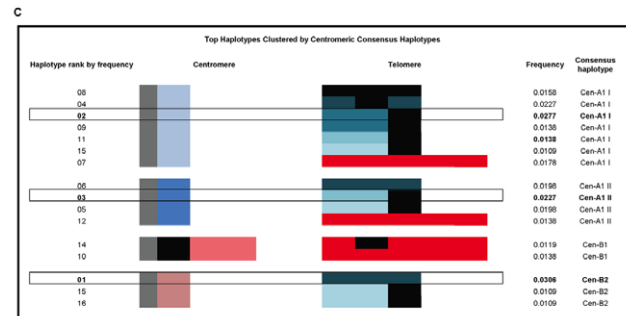 C
Top Haplotypes Clustered by Centromeric Consensus Haplotypes
Haplotype rank by frequency Centromere Telomere Frequency Consensus haplotype
08 0.0158 Cen-A1 I
04 0.0227 Cen-A1 I
02 0.0277 Cen-A1 I
09 0.0138 Cen-A1 I
11 0.0138 Cen-A1 I
15 0.0109 Cen-A1 I
07 0.0178 Cen-A1 I
06 0.0198 Cen-A1 II
03 0.0227 Cen-A1 II
05 0.0198 Cen-A1 II
12 0.0138 Cen-A1 II
14 0.0119 Cen-B1
10 0.0138 Cen-B1
01 0.0306 Cen-B2
15 0.0109 Cen-B2
16 0.0109 Cen-B2